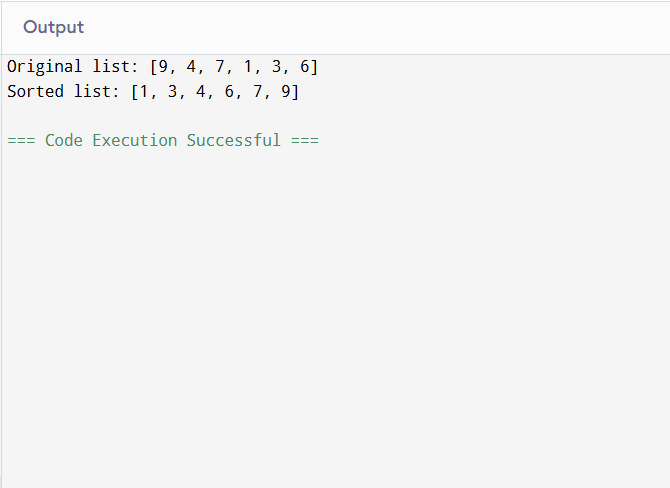 Output
Original list: [9, 4, 7, 1, 3, 6]
Sorted list: [1, 3, 4, 6, 7, 9]
=== Code Execution Successful ===